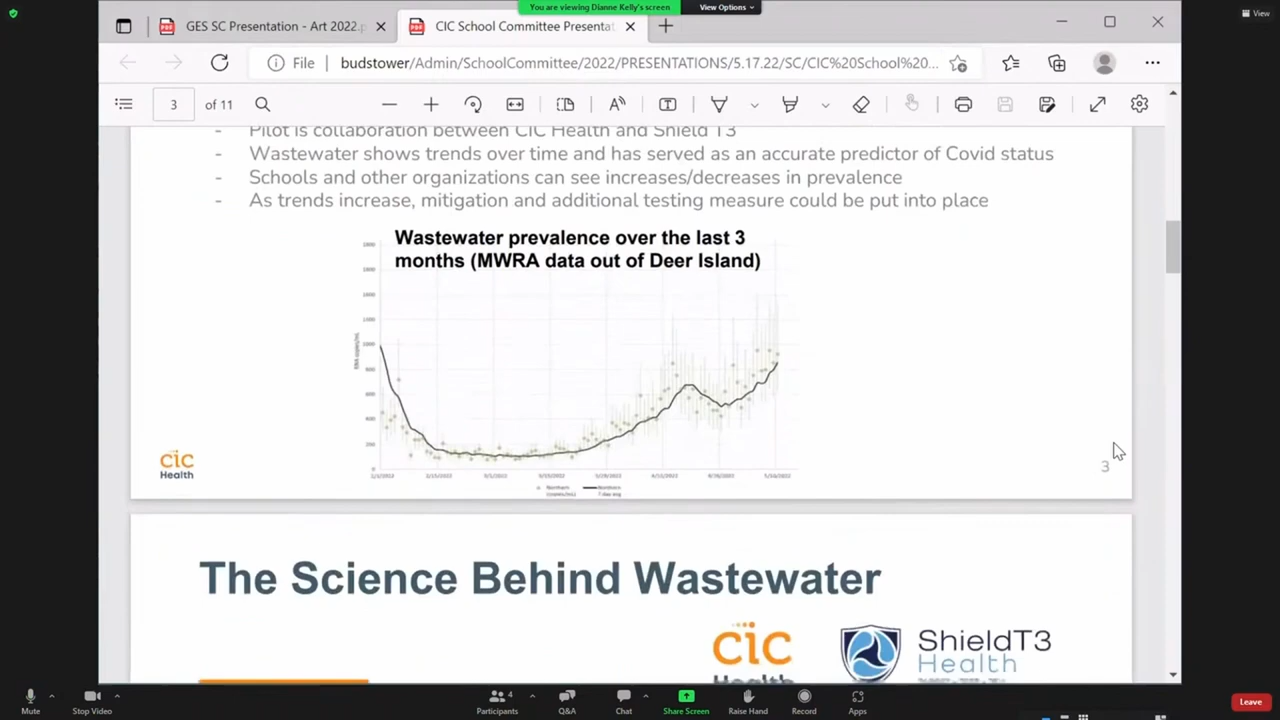 You are viewing Dianne Kelly's screen
View Options
View
GES SC Presentation - Art 2022.p
CIC School Committee Presentat
File
budstower/Admin/SchoolCommittee/2022/PRESENTATIONS/5.17.22/SC/CIC%20School%20...
3 of 11
- Pilot is collaboration between CIC Health and Shield T3
- Wastewater shows trends over time and has served as an accurate predictor of Covid status
- Schools and other organizations can see increases/decreases in prevalence
- As trends increase, mitigation and additional testing measure could be put into place
Wastewater prevalence over the last 3
months (MWRA data out of Deer Island)
cic
Health
3
The Science Behind Wastewater
cic
Health
ShieldT3
Health
Mute
Stop Video
Participants
4
Q&A
Chat
Share Screen
Raise Hand
Record
Apps
Leave